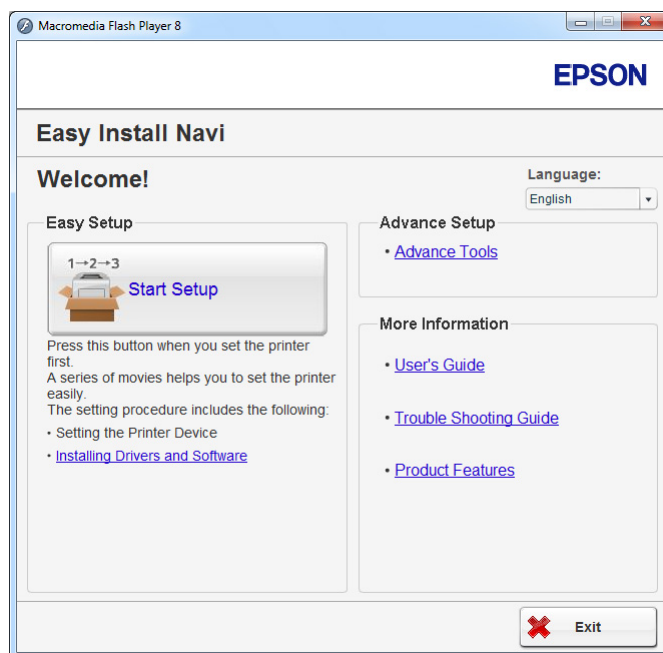 Macromedia Flash Player 8
EPSON
Easy Install Navi
Welcome!
Language:
English
Easy Setup
1→2→3
Start Setup
Press this button when you set the printer
first.
A series of movies helps you to set the printer
easily.
The setting procedure includes the following:
• Setting the Printer Device
• Installing Drivers and Software
Advance Setup
• Advance Tools
More Information
• User's Guide
• Trouble Shooting Guide
• Product Features
Exit